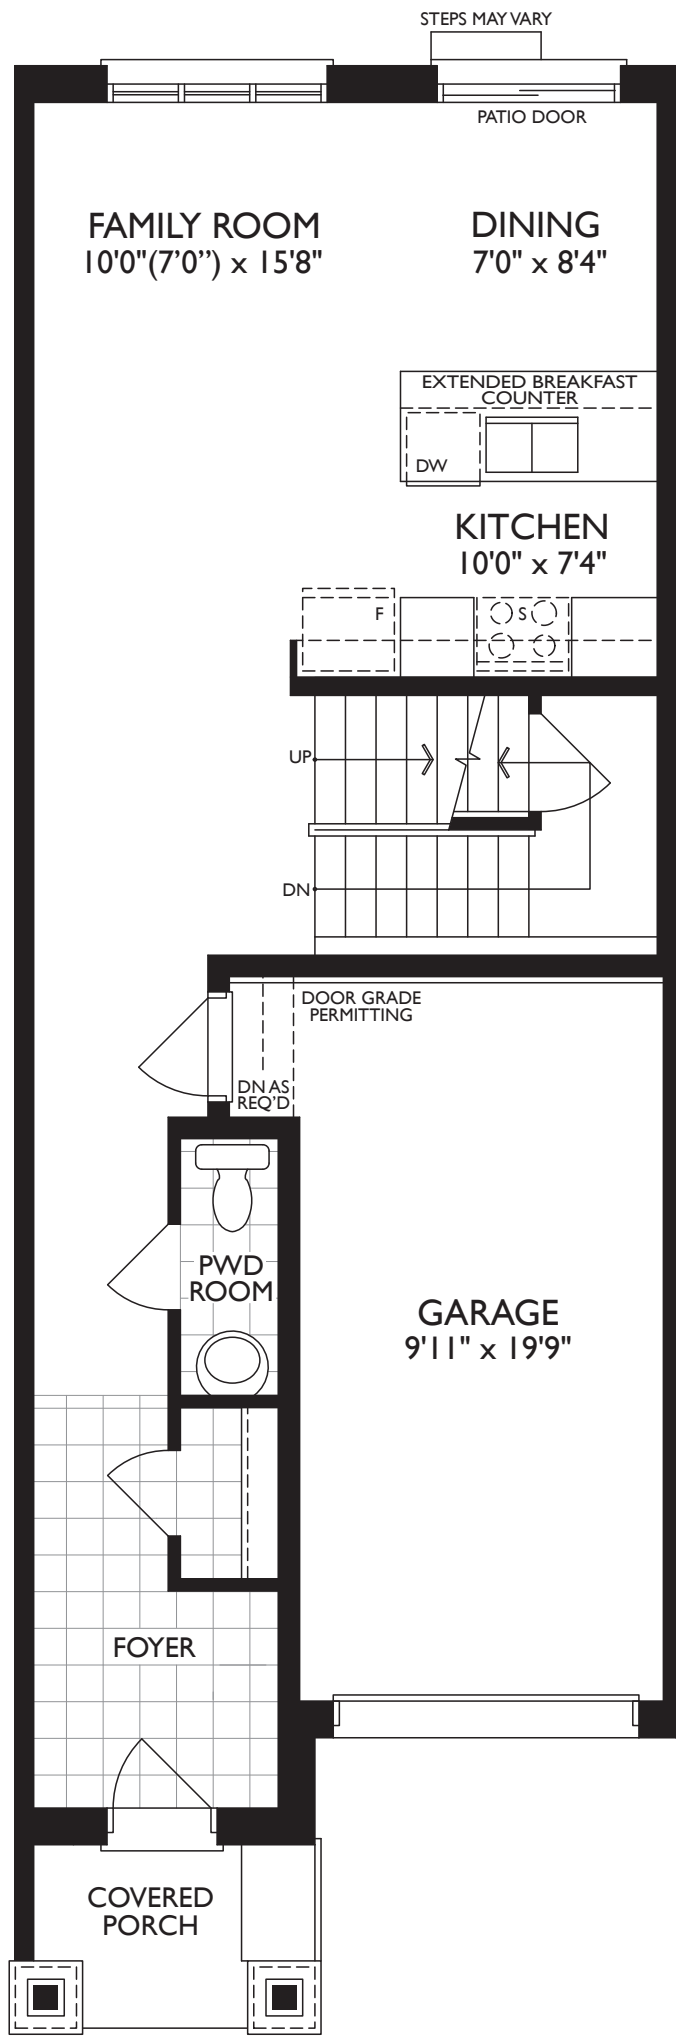 STEPS MAY VARY
PATIO DOOR
FAMILY ROOM
10'0"(7'0”) x 15'8"
DINING
7'0" x 8'4"
EXTENDED BREAKFAST
COUNTER
DW
KITCHEN
10'0" x 7'4"
F
S
UP
DN
DOOR GRADE
PERMITTING
DN AS
REQ’D
PWD
ROOM
GARAGE
9'11" x 19'9"
FOYER
COVERED
PORCH